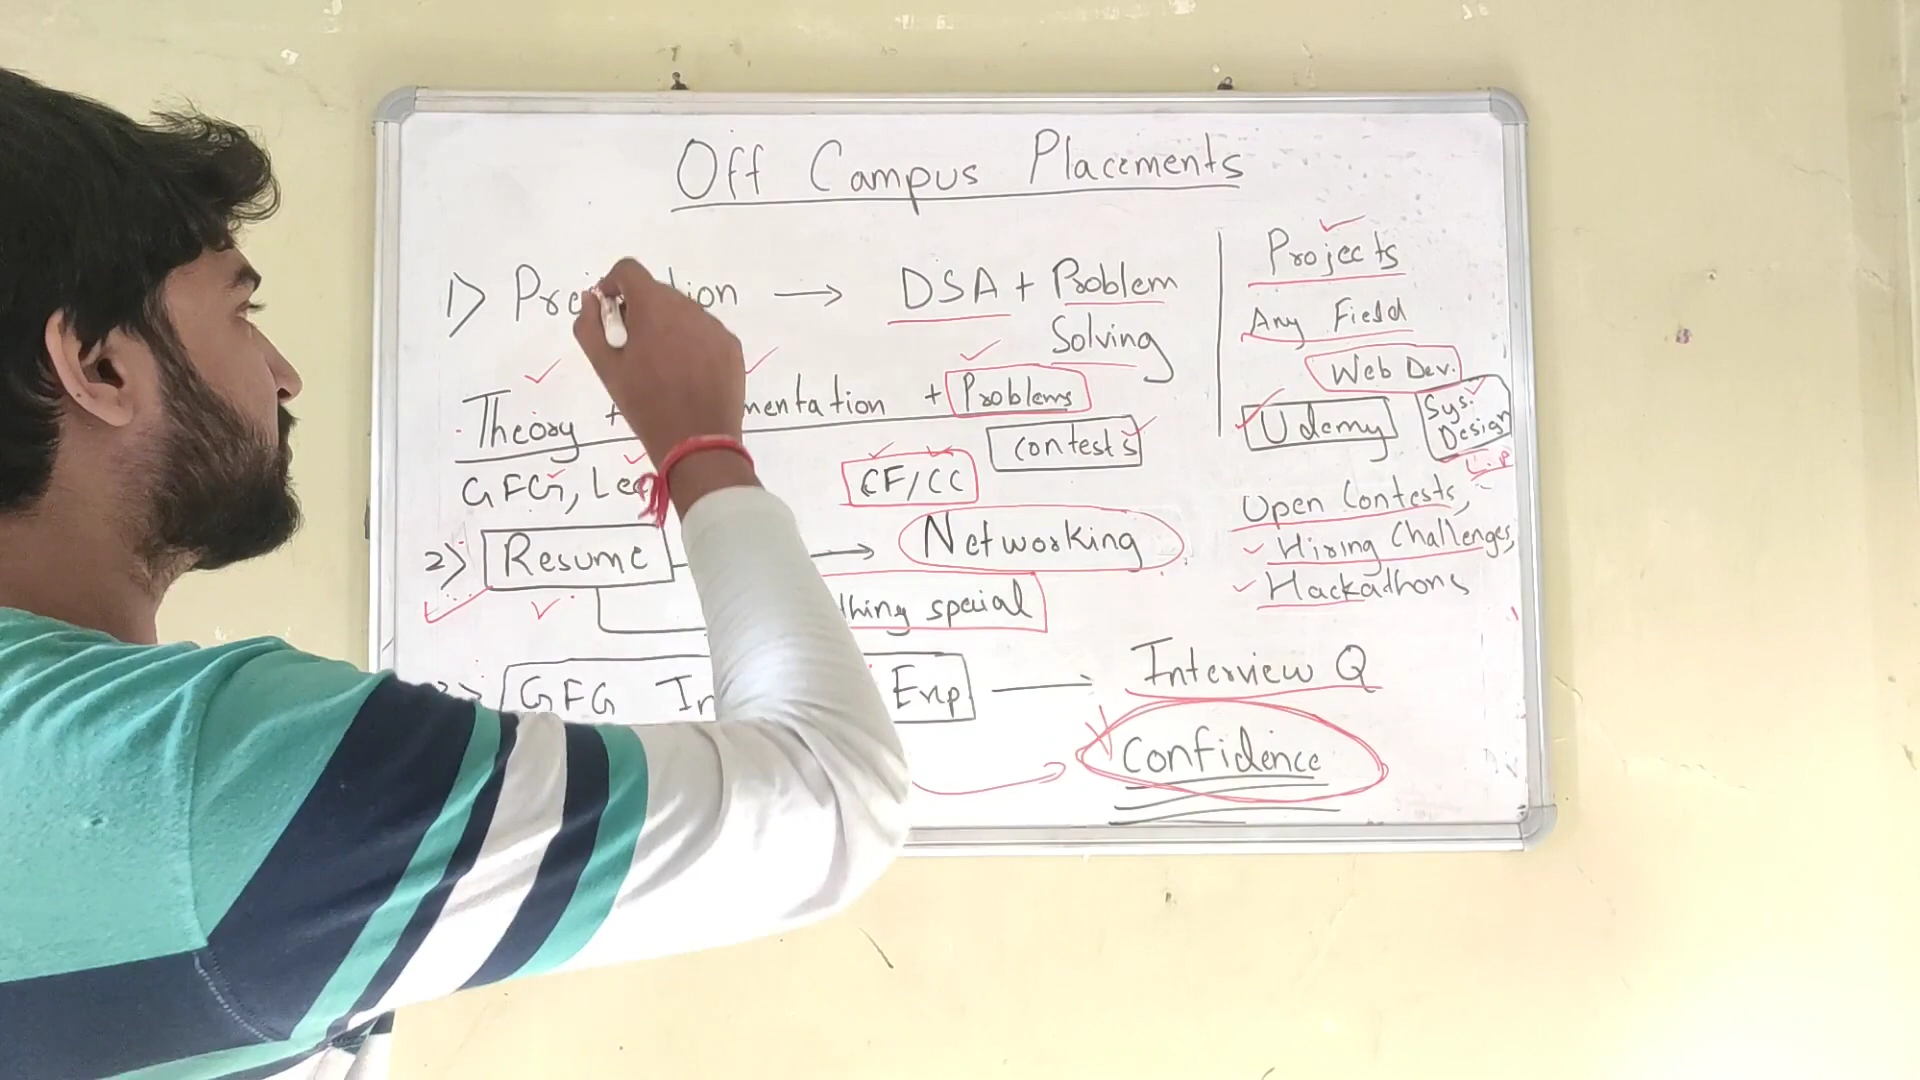 Off Campus Placements
1) Pre tion → DSA + Problem
Solving
Theory + mentation + Problems
contests
GFG, Lee CF/CC
2) Resume → Networking
thing special
GFG In Exp — Interview Q
Confidence
Projects
Any Field
Web Dev.
Udemy
Sys.
Design
Open Contests,
Hiring Challenges,
Hackathons